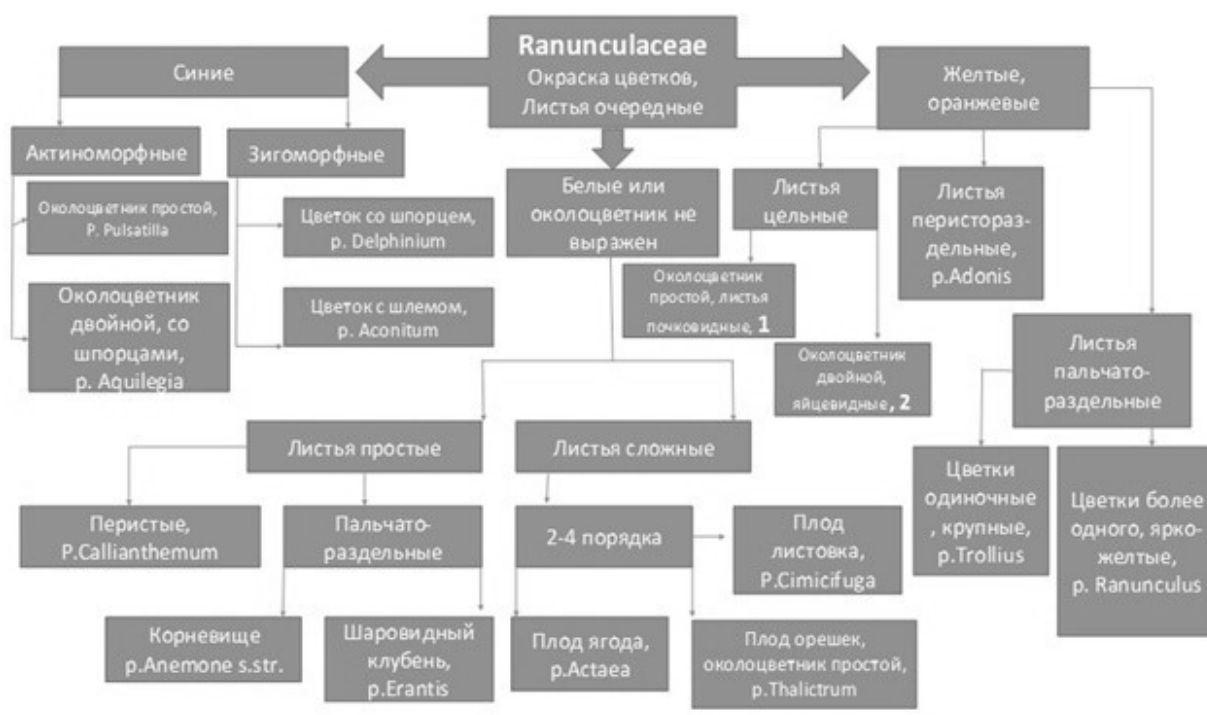 Ranunculaceae
Окраска цветков,
Листья очередные
Синие
Актиноморфные
Околоцветник простой,
P. Pulsatilla
Околоцветник
двойной, со
шпорцами,
р. Aquilegia
Зигоморфные
Цветок со шпорцем,
р. Delphinium
Цветок с шлемом,
р. Aconitum
Белые или
околоцветник не
выражен
Листья простые
Перистые,
P.Callianthemum
Пальчато-
раздельные
Корневище
р.Anemone s.str.
Шаровидный
клубень,
р.Erantis
Листья сложные
2-4 порядка
Плод
листовка,
P.Cimicifuga
Плод ягода,
р.Actaea
Плод орешек,
околоцветник простой,
р.Thalictrum
Желтые,
оранжевые
Листья
цельные
Околоцветник
простой, листья
почковидные, 1
Околоцветник
двойной,
яйцевидные, 2
Листья
перистораз-
дельные,
р.Adonis
Листья
пальчато-
раздельные
Цветки
одиночные
, крупные,
р.Trollius
Цветки более
одного, ярко-
желтые,
р. Ranunculus